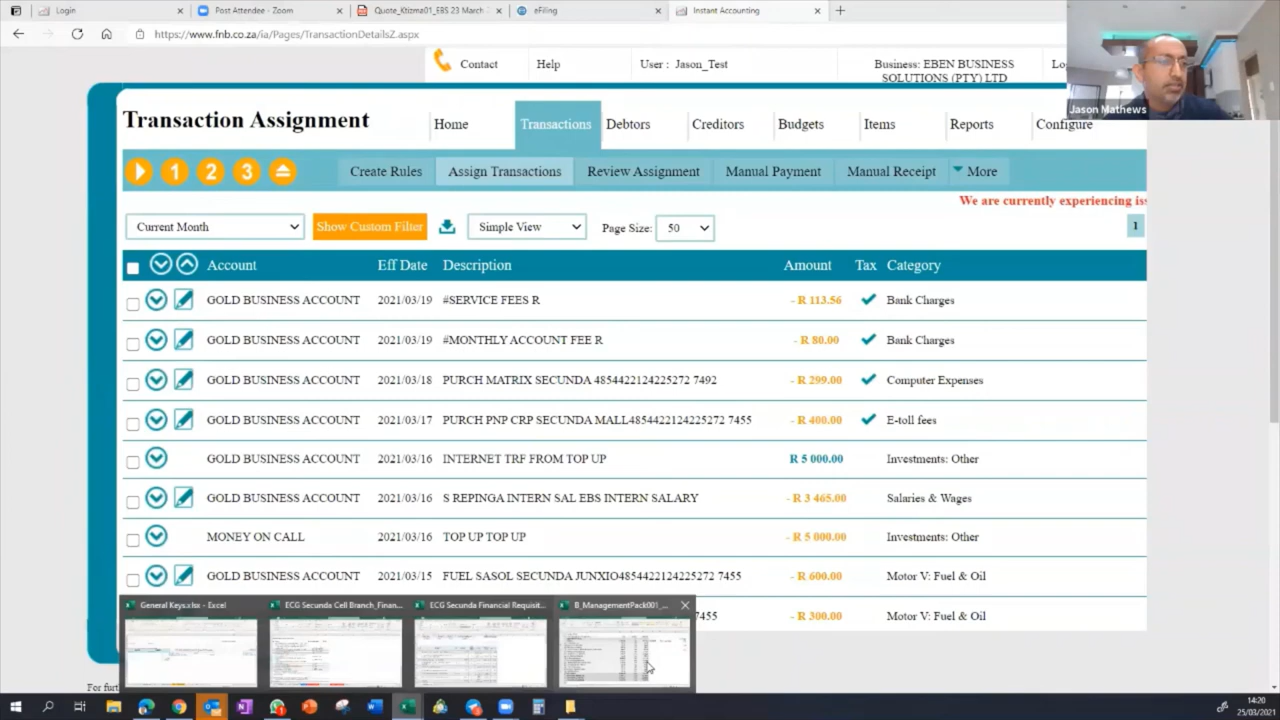 Login
Post Attendee - Zoom
Quote_Ktizma01_EBS 23 March
eFiling
Instant Accounting
https://www.fnb.co.za/ia/Pages/TransactionDetailsZ.aspx
Contact
Help
User : Jason_Test
Business: EBEN BUSINESS
SOLUTIONS (PTY) LTD
Jason Mathews
Transaction Assignment
Home
Transactions
Debtors
Creditors
Budgets
Items
Reports
Configure
1
2
3
Create Rules
Assign Transactions
Review Assignment
Manual Payment
Manual Receipt
More
We are currently experiencing
Current Month
Show Custom Filter
Simple View
Page Size:
50
1
Account Eff Date Description Amount Tax Category
GOLD BUSINESS ACCOUNT 2021/03/19 #SERVICE FEES R - R 113.56 Bank Charges
GOLD BUSINESS ACCOUNT 2021/03/19 #MONTHLY ACCOUNT FEE R - R 80.00 Bank Charges
GOLD BUSINESS ACCOUNT 2021/03/18 PURCH MATRIX SECUNDA 4854422124225272 7492 - R 299.00 Computer Expenses
GOLD BUSINESS ACCOUNT 2021/03/17 PURCH PNP CRP SECUNDA MALL4854422124225272 7455 - R 400.00 E-toll fees
GOLD BUSINESS ACCOUNT 2021/03/16 INTERNET TRF FROM TOP UP R 5 000.00 Investments: Other
GOLD BUSINESS ACCOUNT 2021/03/16 S REPINGA INTERN SAL EBS INTERN SALARY - R 3 465.00 Salaries & Wages
MONEY ON CALL 2021/03/16 TOP UP TOP UP - R 5 000.00 Investments: Other
GOLD BUSINESS ACCOUNT 2021/03/15 FUEL SASOL SECUNDA JUNXIO4854422124225272 7455 - R 600.00 Motor V: Fuel & Oil
7455 - R 300.00 Motor V: Fuel & Oil
General Keys.xlsx - Excel
ECG Secunda Cell Branch_Finan...
ECG Secunda Financial Requisit...
B_ManagementPack001_...
For
14:20
25/03/2021